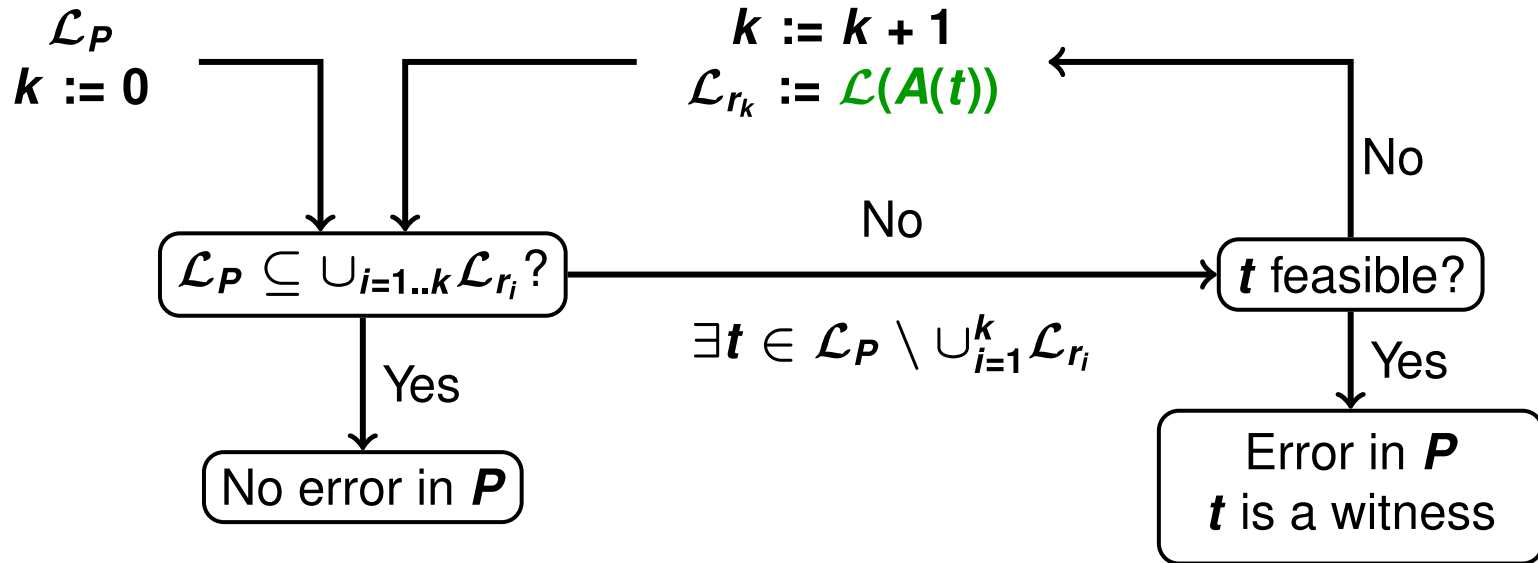 𝓛_P
k := 0
k := k + 1
𝓛_{r_k} := 𝓛(A(t))
No
No
𝓛_P ⊆ ∪_{i=1..k} 𝓛_{r_i}?
t feasible?
∃t ∈ 𝓛_P \ ∪_{i=1}^{k} 𝓛_{r_i}
Yes
Yes
No error in P
Error in P
t is a witness